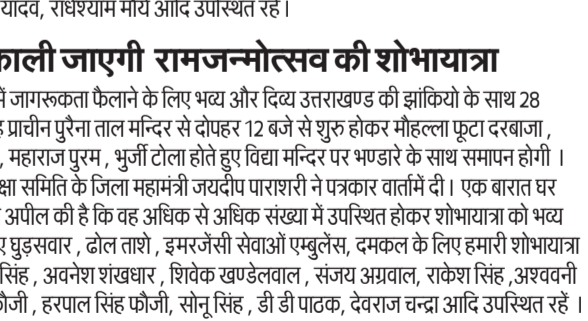 यादव, राधेश्याम मौर्य आदि उपस्थित रहे ।
काली जाएगी रामजन्मोत्सव की शोभायात्रा
में जागरूकता फैलाने के लिए भव्य और दिव्य उत्तराखण्ड की झांकियो के साथ 28
प्राचीन पुरैना ताल मन्दिर से दोपहर 12 बजे से शुरु होकर मौहल्ला फूटा दरबाजा ,
, महाराज पुरम , भुर्जी टोला होते हुए विद्या मन्दिर पर भण्डारे के साथ समापन होगी ।
क्षा समिति के जिला महामंत्री जयदीप पाराशरी ने पत्रकार वार्तामें दी । एक बारात घर
अपील की है कि वह अधिक से अधिक संख्या में उपस्थित होकर शोभायात्रा को भव्य
ए घुड़सवार , ढोल ताशे , इमरजेंसी सेवाओं एम्बुलेंस, दमकल के लिए हमारी शोभायात्रा
सिंह , अवनेश शंखधार , शिवेक खण्डेलवाल , संजय अग्रवाल, राकेश सिंह ,अश्ववनी
फौजी , हरपाल सिंह फौजी, सोनू सिंह , डी डी पाठक, देवराज चन्द्रा आदि उपस्थित रहें ।